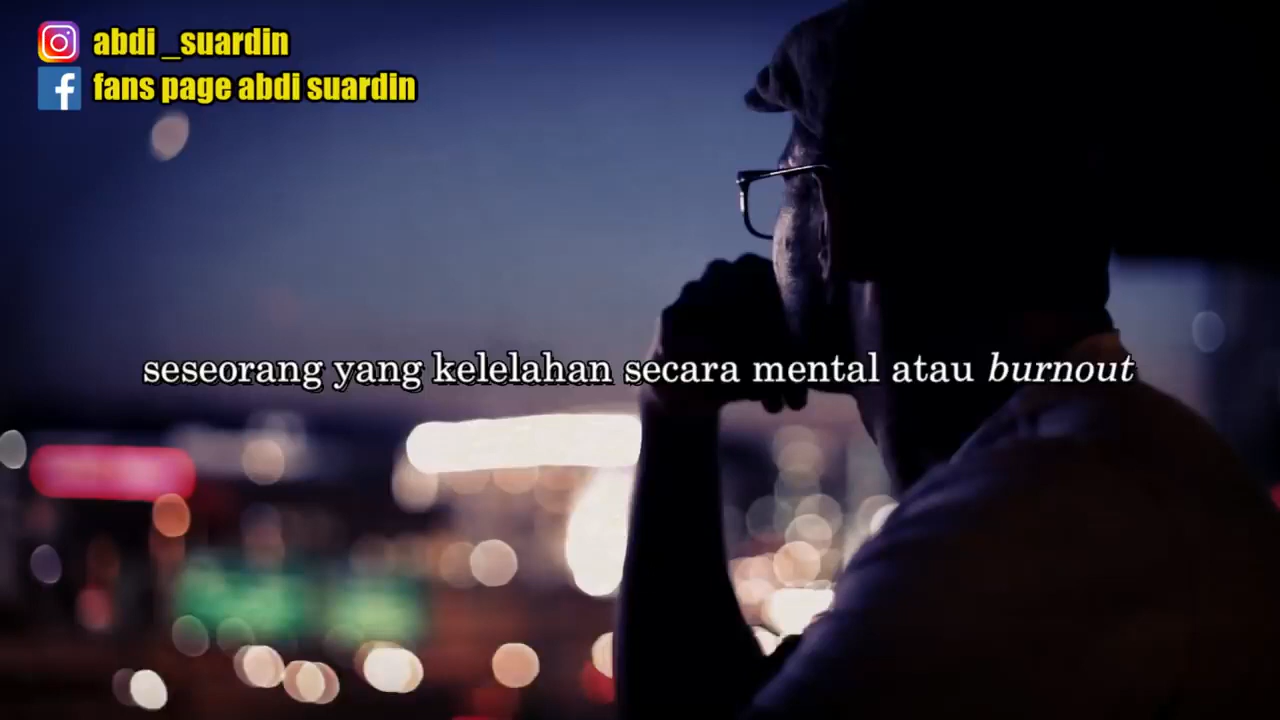 abdi _suardin
fans page abdi suardin
seseorang yang kelelahan secara mental atau burnout